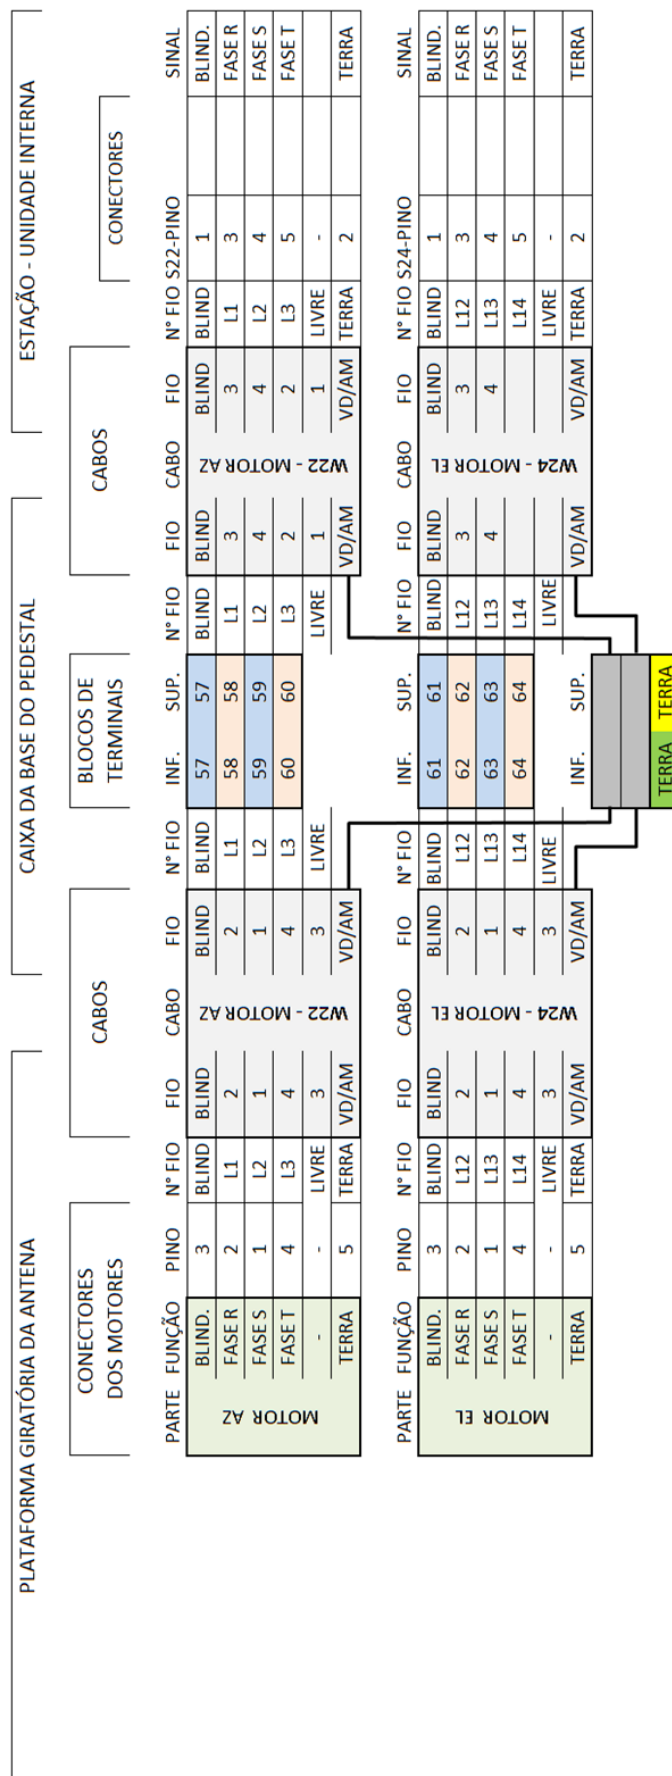 PLATAFORMA GIRATÓRIA DA ANTENA CAIXA DA BASE DO PEDESTAL ESTAÇÃO - UNIDADE INTERNA
CONECTORES CABOS BLOCOS DE CABOS CONECTORES
DOS MOTORES TERMINAIS
PARTE FUNÇÃO PINO N° FIO FIO CABO FIO N° FIO INF. SUP. N° FIO FIO CABO FIO N° FIO S22-PINO SINAL
MOTOR AZ W22 - MOTOR AZ W22 - MOTOR AZ
BLIND. 3 BLIND BLIND BLIND BLIND 57 57 BLIND BLIND BLIND BLIND 1 BLIND.
FASE R 2 L1 2 2 L1 58 58 L1 3 3 L1 3 FASE R
FASE S 1 L2 1 1 L2 59 59 L2 4 4 L2 4 FASE S
FASE T 4 L3 4 4 L3 60 60 L3 2 2 L3 5 FASE T
- - LIVRE 3 3 LIVRE LIVRE 1 1 LIVRE -
TERRA 5 TERRA VD/AM VD/AM VD/AM VD/AM TERRA 2 TERRA
PARTE FUNÇÃO PINO N° FIO FIO CABO FIO N° FIO INF. SUP. N° FIO FIO CABO FIO N° FIO S24-PINO SINAL
MOTOR EL W24 - MOTOR EL W24 - MOTOR EL
BLIND. 3 BLIND BLIND BLIND BLIND 61 61 BLIND BLIND BLIND BLIND 1 BLIND.
FASE R 2 L12 2 2 L12 62 62 L12 3 3 L12 3 FASE R
FASE S 1 L13 1 1 L13 63 63 L13 4 4 L13 4 FASE S
FASE T 4 L14 4 4 L14 64 64 L14 L14 5 FASE T
- - LIVRE 3 3 LIVRE LIVRE LIVRE -
TERRA 5 TERRA VD/AM VD/AM INF. SUP. VD/AM VD/AM TERRA 2 TERRA
TERRA TERRA